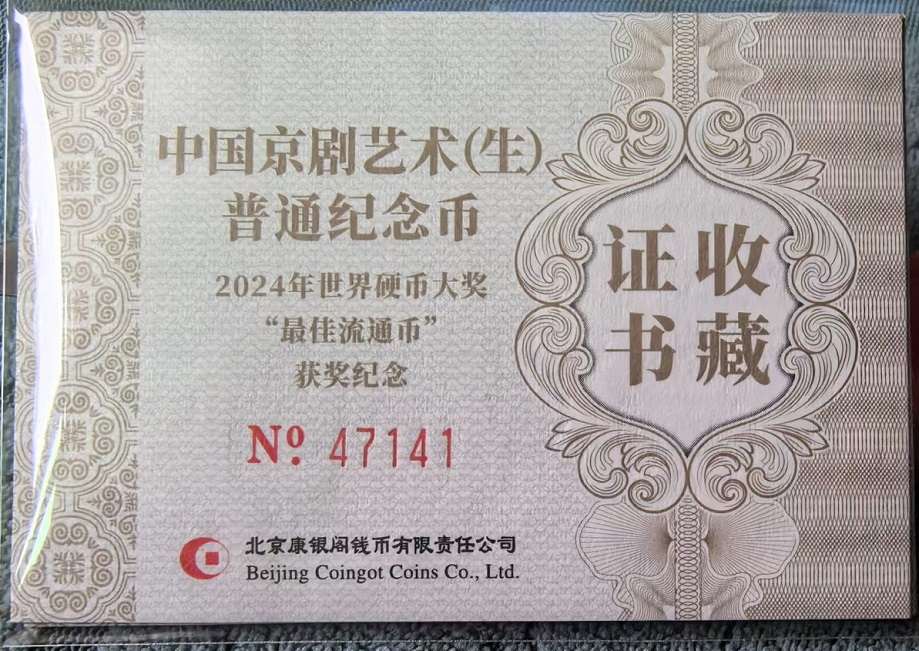 中国京剧艺术(生)
普通纪念币
2024年世界硬币大奖
“最佳流通币”
获奖纪念
Nº. 47141
北京康银阁钱币有限责任公司
Beijing Coingot Coins Co., Ltd.
收藏
证书